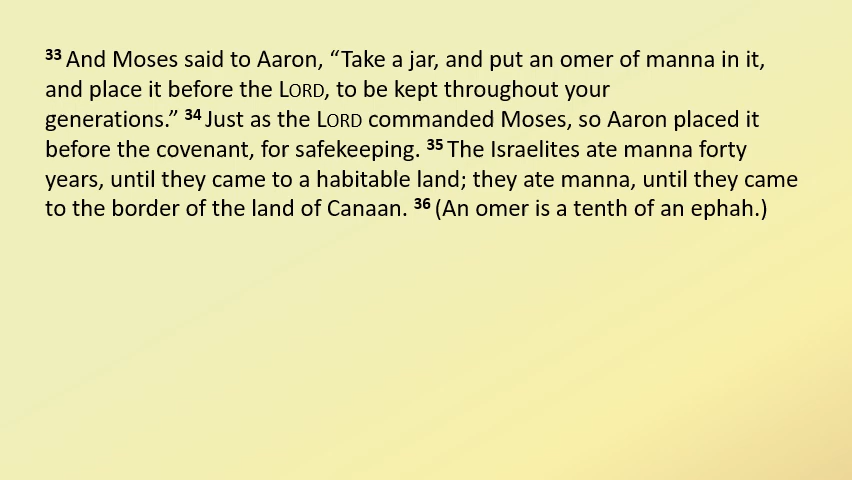 33 And Moses said to Aaron, “Take a jar, and put an omer of manna in it,
and place it before the LORD, to be kept throughout your
generations.” 34 Just as the LORD commanded Moses, so Aaron placed it
before the covenant, for safekeeping. 35 The Israelites ate manna forty
years, until they came to a habitable land; they ate manna, until they came
to the border of the land of Canaan. 36 (An omer is a tenth of an ephah.)